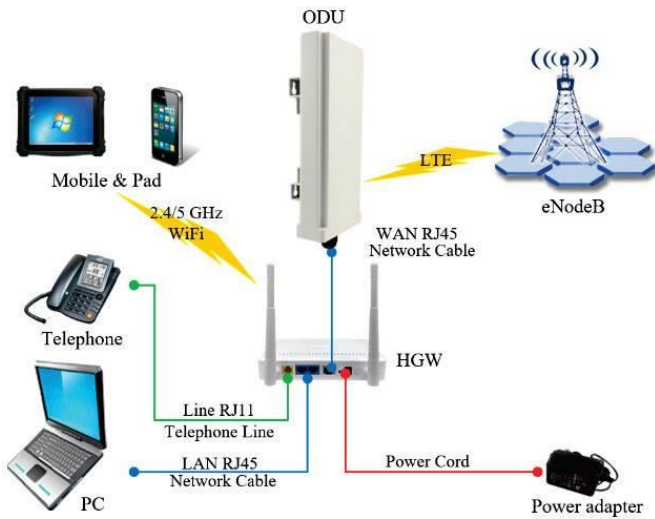 ODU
Mobile & Pad
LTE
eNodeB
2.4/5 GHz
WiFi
WAN RJ45
Network Cable
Telephone
HGW
Line RJ11
Telephone Line
LAN RJ45
Network Cable
Power Cord
PC
Power adapter